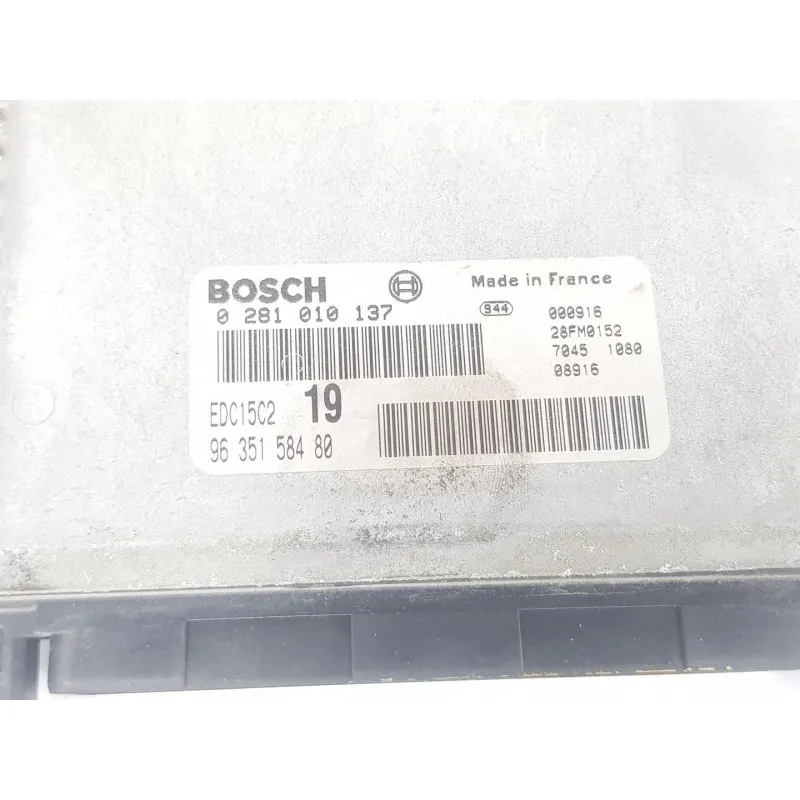 BOSCH
Made in France
0 281 010 137
944
000916
28FM0152
7045 1080
08916
EDC15C2 19
96 351 584 80